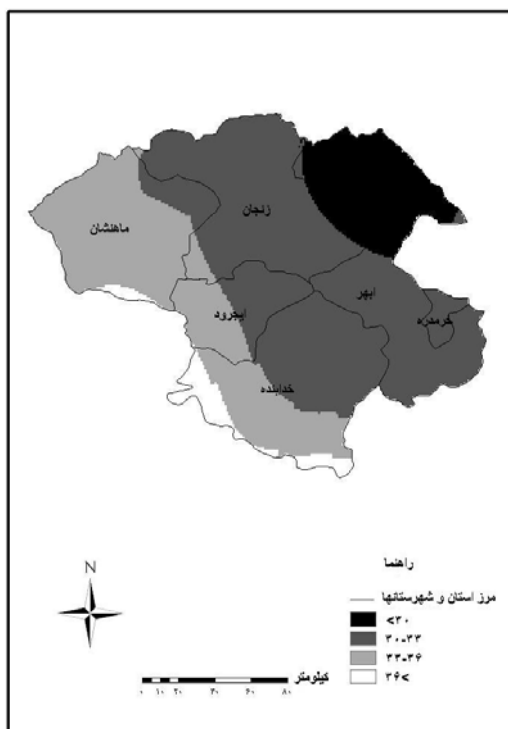 زنجان
ماهنشان
ابهر
ایجرود
خرمدره
خدابنده
N
راهنما
مرز استان و شهرستانها
<۳۰
۳۰-۳۳
۳۳-۳۶
۳۶<
کیلومتر
۰ ۱۰ ۲۰ ۴۰ ۶۰ ۸۰